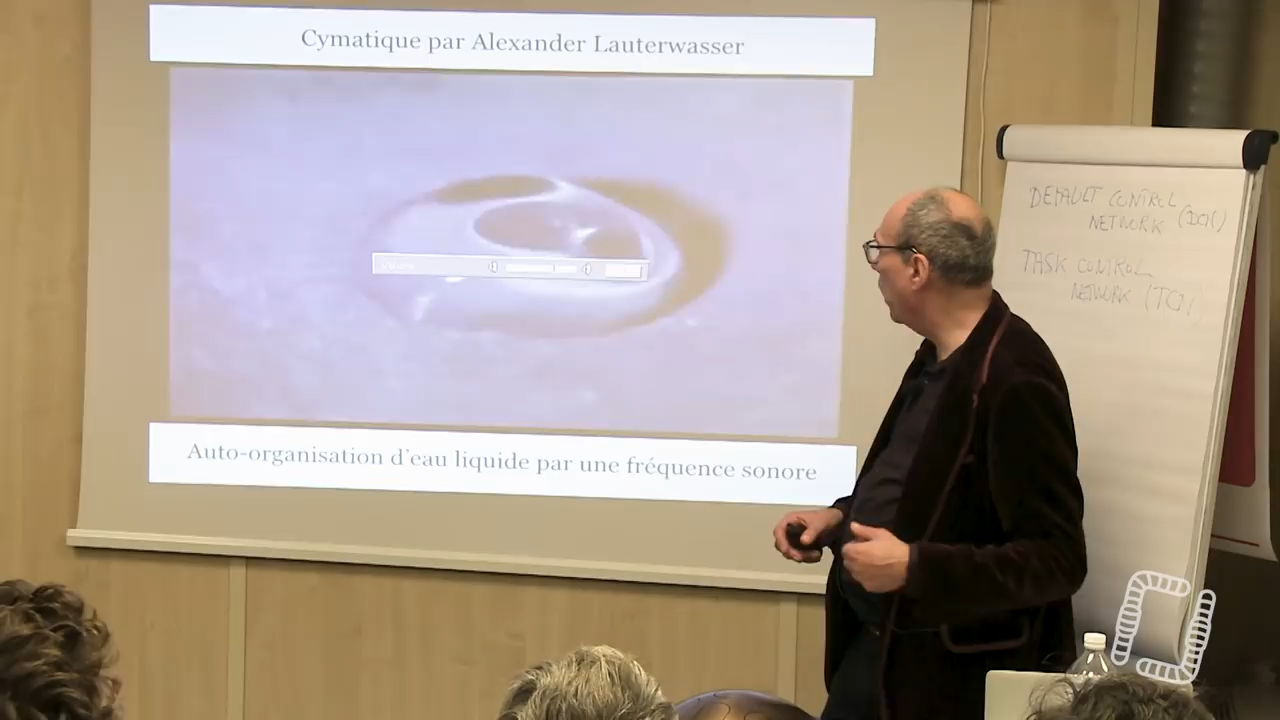 Cymatique par Alexander Lauterwasser
Auto-organisation d'eau liquide par une fréquence sonore
DEFAULT CONTROL
NETWORK (DCN)
TASK CONTROL
NETWORK (TCN)